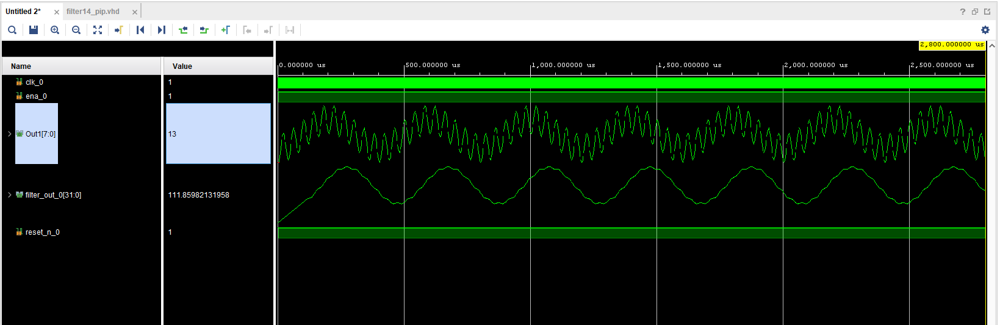 Untitled 2*
filter14_pip.vhd
2,800.000000 us
Name Value
0.000000 us 500.000000 us 1,000.000000 us 1,500.000000 us 2,000.000000 us 2,500.000000 us
clk_0 1
ena_0 1
Out1[7:0] 13
filter_out_0[31:0] 111.85982131958
reset_n_0 1